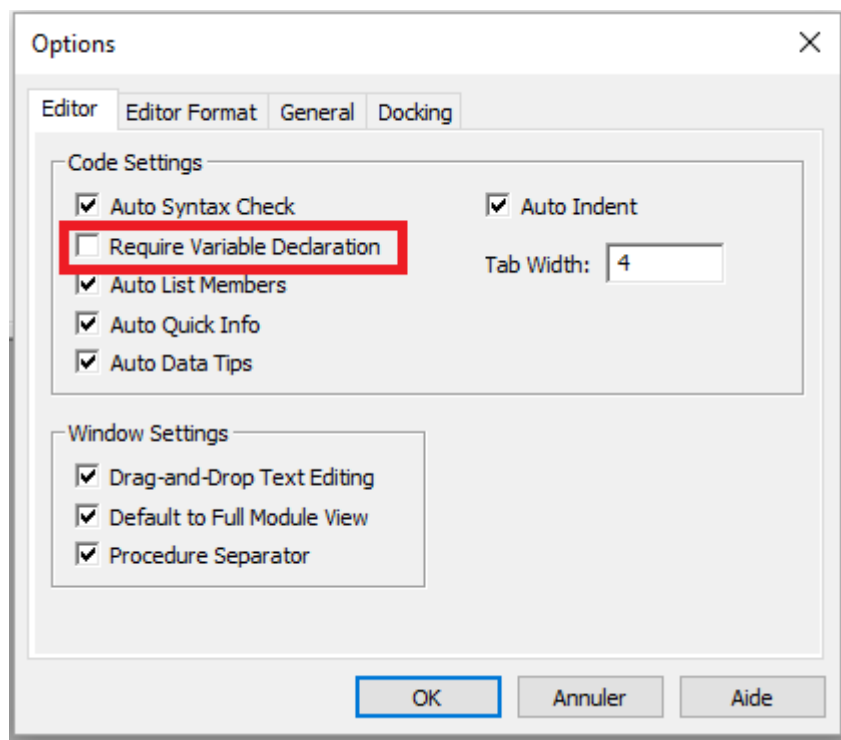 Options
Editor Editor Format General Docking
Code Settings
Auto Syntax Check Auto Indent
Require Variable Declaration
Tab Width: 4
Auto List Members
Auto Quick Info
Auto Data Tips
Window Settings
Drag-and-Drop Text Editing
Default to Full Module View
Procedure Separator
OK Annuler Aide